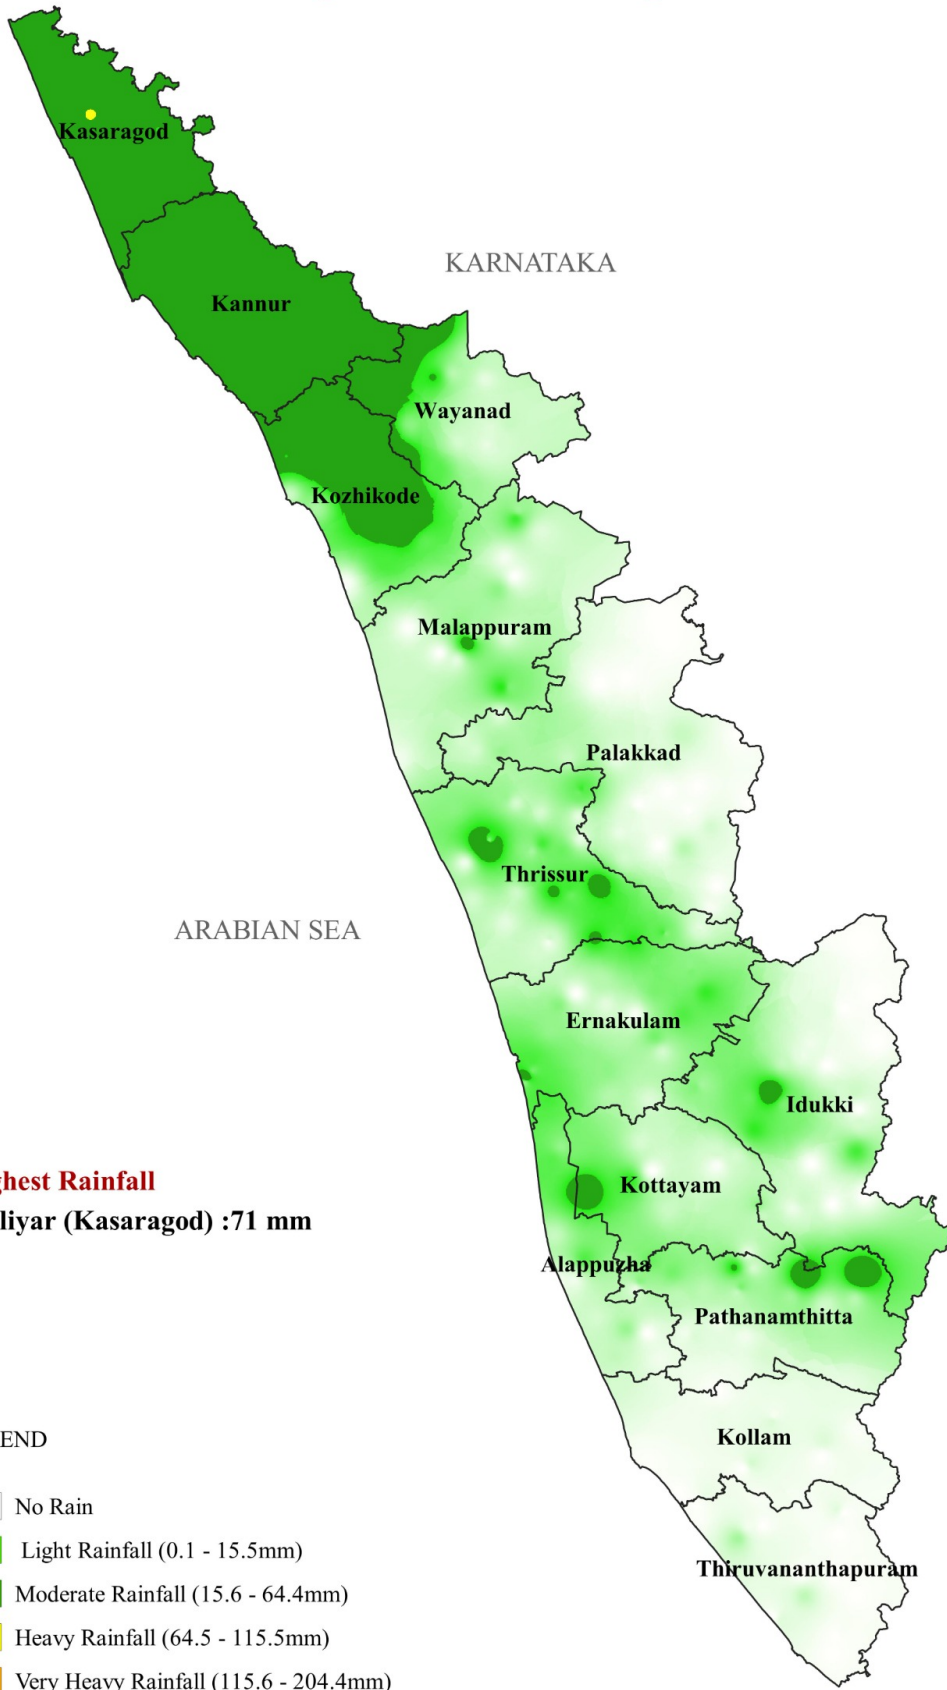 Kasaragod
KARNATAKA
Kannur
Wayanad
Kozhikode
Malappuram
Palakkad
Thrissur
ARABIAN SEA
Ernakulam
Idukki
Kottayam
Alappuzha
Pathanamthitta
Kollam
Thiruvananthapuram
ghest Rainfall
liyar (Kasaragod) :71 mm
END
No Rain
Light Rainfall (0.1 - 15.5mm)
Moderate Rainfall (15.6 - 64.4mm)
Heavy Rainfall (64.5 - 115.5mm)
Very Heavy Rainfall (115.6 - 204.4mm)